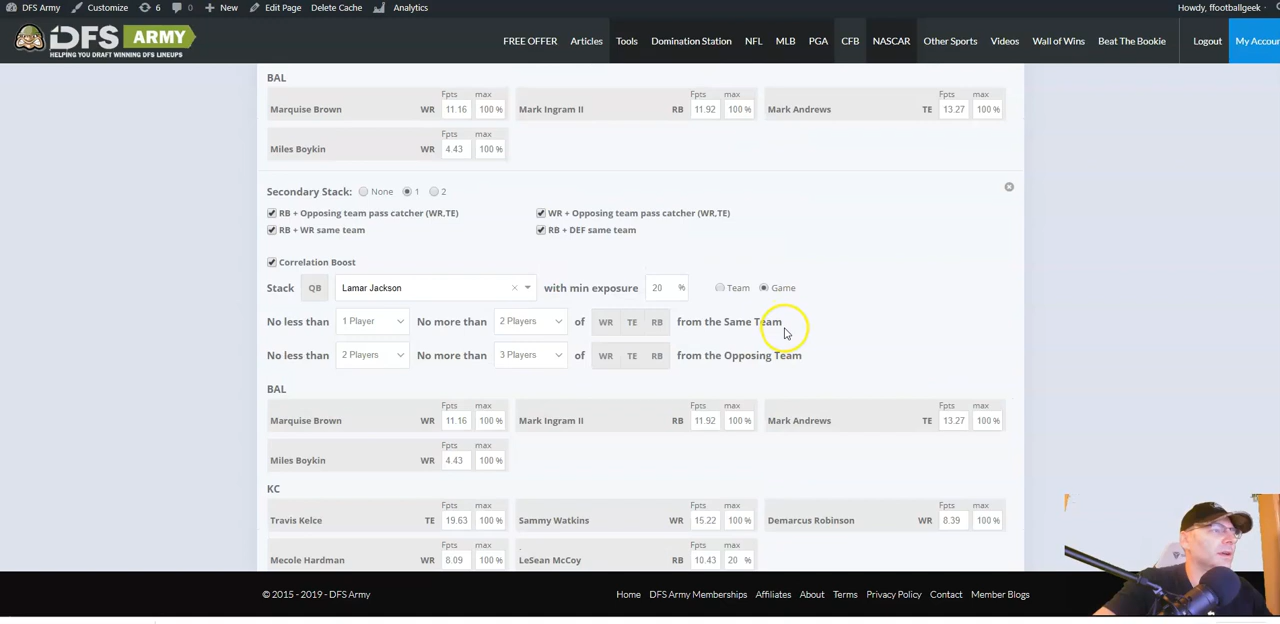 DFS Army Customize 6 0 New Edit Page Delete Cache Analytics Howdy, ffootballgeek
DFS ARMY
HELPING YOU DRAFT WINNING DFS LINEUPS
FREE OFFER Articles Tools Domination Station NFL MLB PGA CFB NASCAR Other Sports Videos Wall of Wins Beat The Bookie Logout My Accoun
BAL
Fpts max Fpts max Fpts max
Marquise Brown WR 11.16 100 % Mark Ingram II RB 11.92 100 % Mark Andrews TE 13.27 100 %
Fpts max
Miles Boykin WR 4.43 100 %
Secondary Stack: None 1 2
RB + Opposing team pass catcher (WR,TE) WR + Opposing team pass catcher (WR,TE)
RB + WR same team RB + DEF same team
Correlation Boost
Stack QB Lamar Jackson × with min exposure 20 % Team Game
No less than 1 Player No more than 2 Players of WR TE RB from the Same Team
No less than 2 Players No more than 3 Players of WR TE RB from the Opposing Team
BAL
Fpts max Fpts max Fpts max
Marquise Brown WR 11.16 100 % Mark Ingram II RB 11.92 100 % Mark Andrews TE 13.27 100 %
Fpts max
Miles Boykin WR 4.43 100 %
KC
Fpts max Fpts max Fpts max
Travis Kelce TE 19.63 100 % Sammy Watkins WR 15.22 100 % Demarcus Robinson WR 8.39 100 %
Fpts max Fpts max
Mecole Hardman WR 8.09 100 % LeSean McCoy RB 10.43 20 %
© 2015 - 2019 - DFS Army Home DFS Army Memberships Affiliates About Terms Privacy Policy Contact Member Blogs